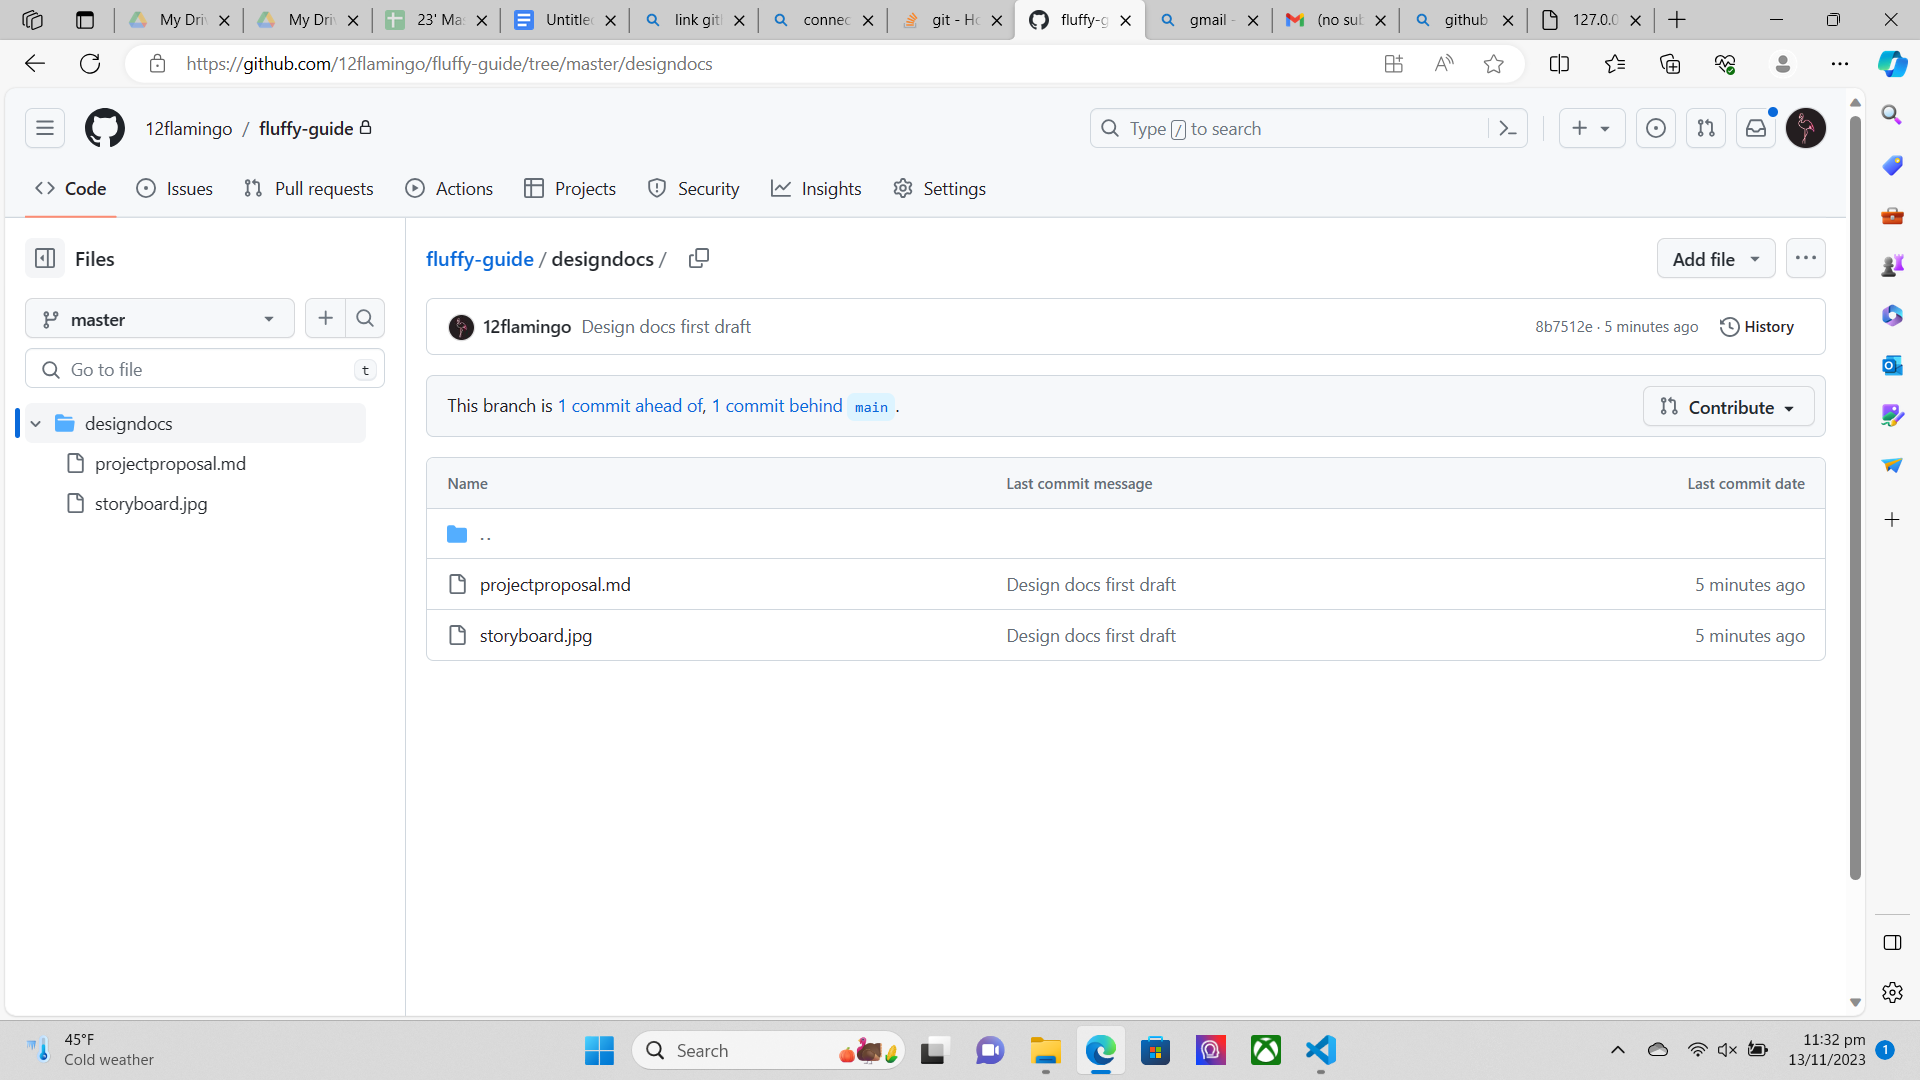 My Driv
My Driv
23' Mas
Untitled
link gith
connec
git - Ho
fluffy-g
gmail -
(no sub
github
127.0.0
https://github.com/12flamingo/fluffy-guide/tree/master/designdocs
12flamingo / fluffy-guide
Type / to search
Code
Issues
Pull requests
Actions
Projects
Security
Insights
Settings
Files
fluffy-guide / designdocs /
Add file
master
12flamingo Design docs first draft
8b7512e · 5 minutes ago
History
Go to file
t
This branch is 1 commit ahead of, 1 commit behind main .
Contribute
designdocs
projectproposal.md
storyboard.jpg
Name
Last commit message
Last commit date
..
projectproposal.md
Design docs first draft
5 minutes ago
storyboard.jpg
Design docs first draft
5 minutes ago
45°F
Cold weather
Search
11:32 pm
13/11/2023
1